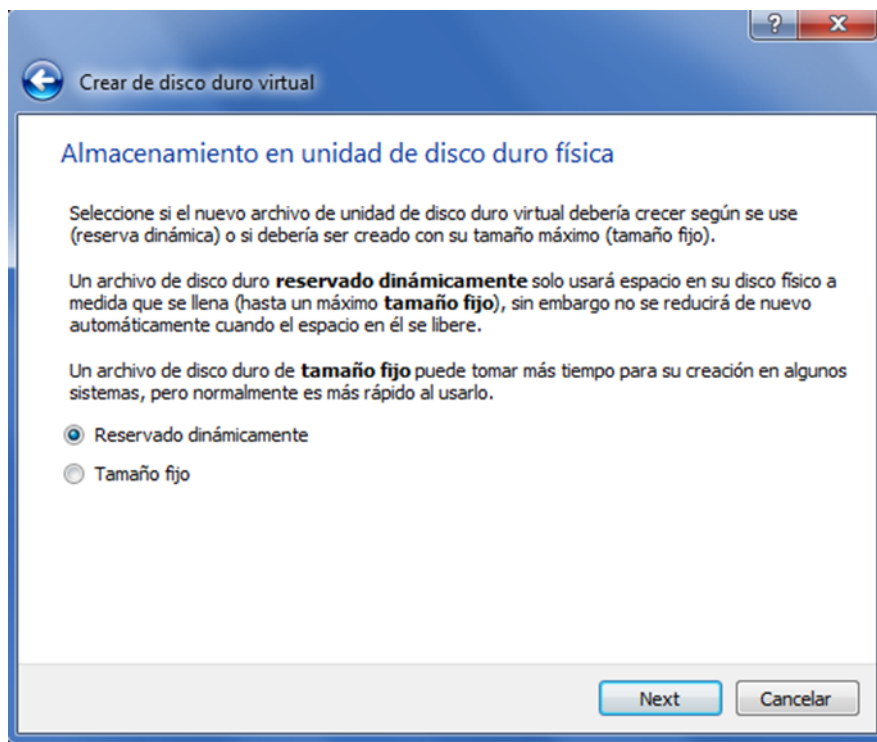 ?
x
Crear de disco duro virtual
Almacenamiento en unidad de disco duro física
Seleccione si el nuevo archivo de unidad de disco duro virtual debería crecer según se use
(reserva dinámica) o si debería ser creado con su tamaño máximo (tamaño fijo).
Un archivo de disco duro reservado dinámicamente solo usará espacio en su disco físico a
medida que se llena (hasta un máximo tamaño fijo), sin embargo no se reducirá de nuevo
automáticamente cuando el espacio en él se libere.
Un archivo de disco duro de tamaño fijo puede tomar más tiempo para su creación en algunos
sistemas, pero normalmente es más rápido al usarlo.
Reservado dinámicamente
Tamaño fijo
Next
Cancelar